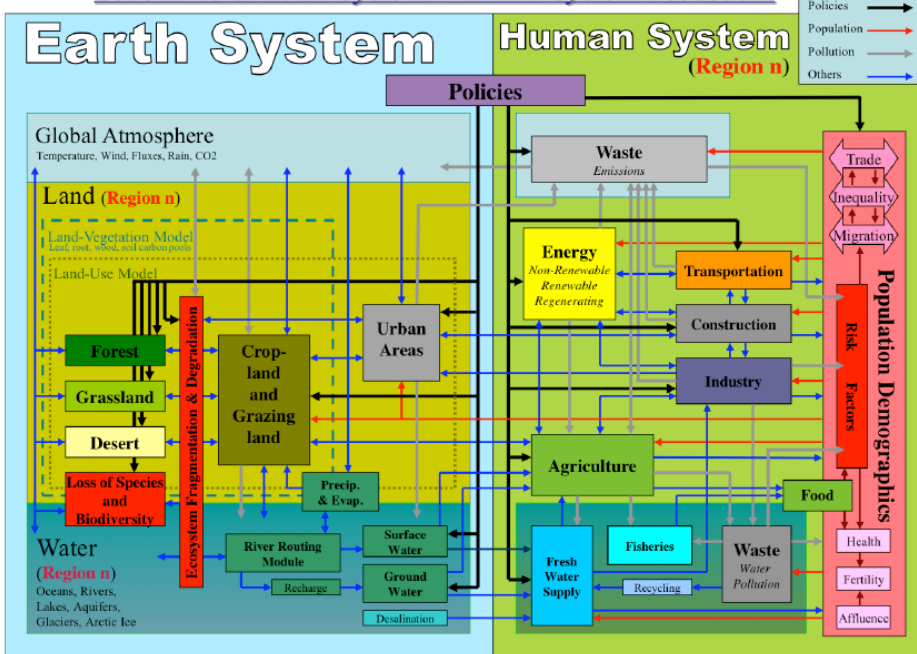 Policies
Population
Pollution
Others
Earth System
Human System
(Region n)
Policies
Global Atmosphere
Temperature, Wind, Fluxes, Rain, CO2
Land (Region n)
Land-Vegetation Model
Leaf, root, wood, soil carbon pools
Land-Use Model
Forest
Grassland
Desert
Loss of Species
and
Biodiversity
Ecosystem Fragmentation & Degradation
Crop-
land
and
Grazing
land
Urban
Areas
Precip.
& Evap.
Water
(Region n)
Oceans, Rivers,
Lakes, Aquifers,
Glaciers, Arctic Ice
River Routing
Module
Recharge
Surface
Water
Ground
Water
Desalination
Waste
Emissions
Energy
Non-Renewable
Renewable
Regenerating
Transportation
Construction
Industry
Agriculture
Food
Fresh
Water
Supply
Fisheries
Recycling
Waste
Water
Pollution
Trade
Inequality
Migration
Risk
Factors
Population Demographics
Health
Fertility
Affluence